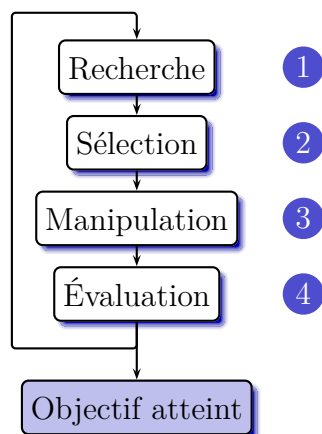 Recherche 1
Sélection 2
Manipulation 3
Évaluation 4
Objectif atteint